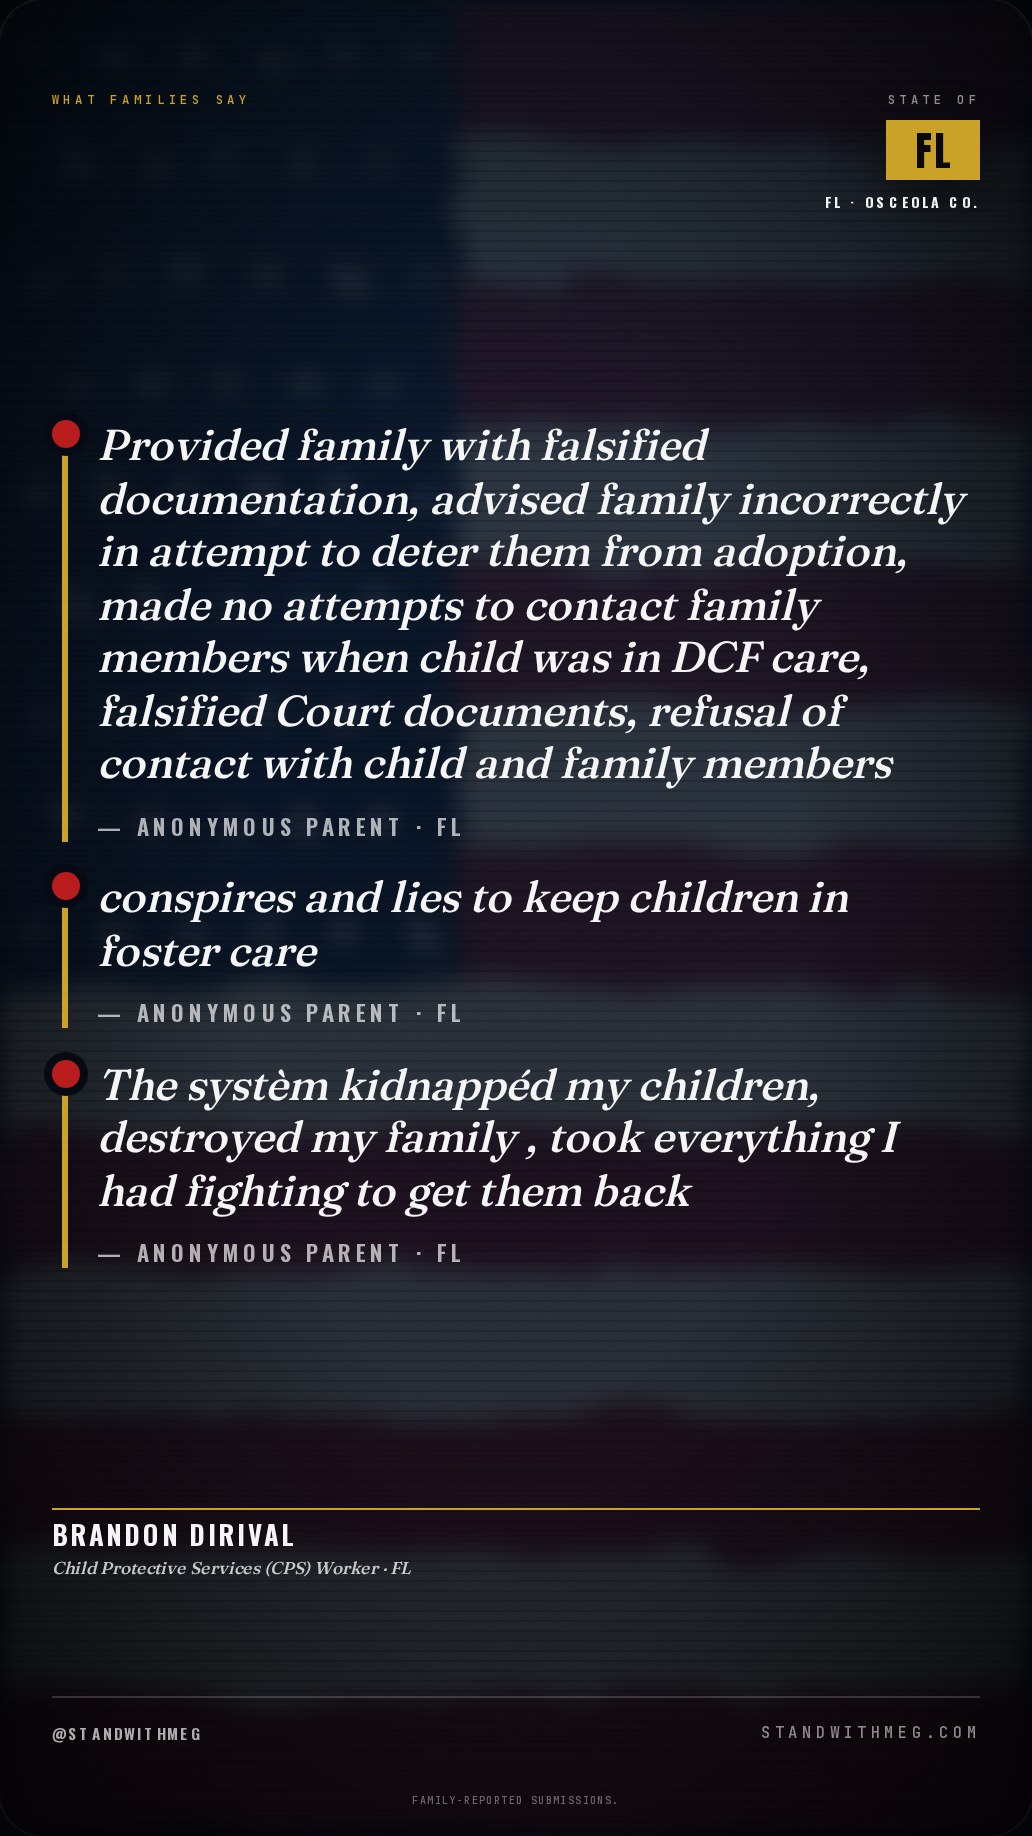 WHAT FAMILIES SAY
STATE OF
FL
FL · OSCEOLA CO.
Provided family with falsified
documentation, advised family incorrectly
in attempt to deter them from adoption,
made no attempts to contact family
members when child was in DCF care,
falsified Court documents, refusal of
contact with child and family members
— ANONYMOUS PARENT · FL
conspires and lies to keep children in
foster care
— ANONYMOUS PARENT · FL
The systèm kidnappéd my children,
destroyed my family , took everything I
had fighting to get them back
— ANONYMOUS PARENT · FL
BRANDON DIRIVAL
Child Protective Services (CPS) Worker · FL
@STANDWITHMEG
STANDWITHMEG.COM
FAMILY-REPORTED SUBMISSIONS.